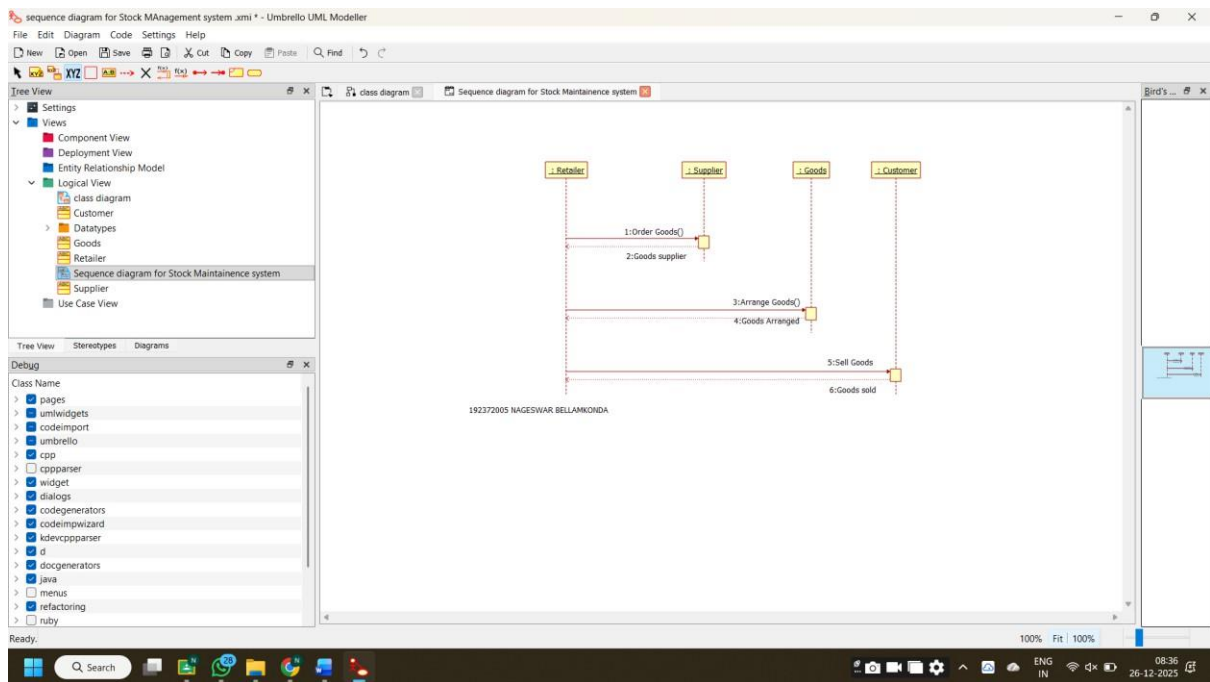 sequence diagram for Stock MAnagement system .xmi * - Umbrello UML Modeller
File Edit Diagram Code Settings Help
New Open Save Cut Copy Paste Find
XYZ XYZ A.B f(x) f(x)
Tree View
class diagram Sequence diagram for Stock Maintainence system
Bird's ...
Settings
Views
Component View
Deployment View
Entity Relationship Model
Logical View
class diagram
Customer
Datatypes
Goods
Retailer
Sequence diagram for Stock Maintainence system
Supplier
Use Case View
Tree View Stereotypes Diagrams
: Retailer : Supplier : Goods : Customer
1:Order Goods()
2:Goods supplier
3:Arrange Goods()
4:Goods Arranged
5:Sell Goods
6:Goods sold
192372005 NAGESWAR BELLAMKONDA
Debug
Class Name
pages
umlwidgets
codeimport
umbrello
cpp
cppparser
widget
dialogs
codegenerators
codeimpwizard
kdevcppparser
d
docgenerators
java
menus
refactoring
ruby
Ready.
100% Fit 100%
Search
28
ENG
IN
08:36
26-12-2025